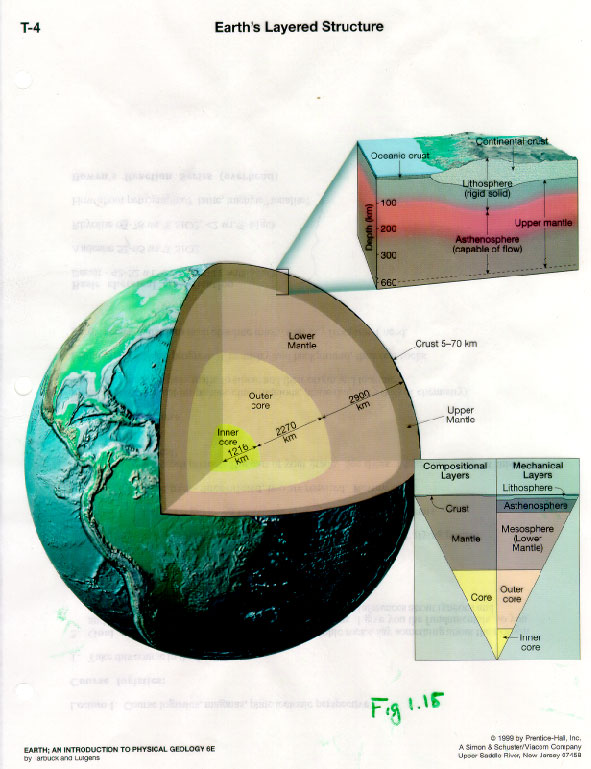 T-4
Earth's Layered Structure
Continental crust
Oceanic crust
Lithosphere
(rigid solid)
100
200
300
660
Depth (km)
Upper mantle
Asthenosphere
(capable of flow)
Lower
Mantle
Crust 5–70 km
Outer
core
2900
km
2270
km
Inner
core
1216
km
Upper
Mantle
Compositional
Layers
Mechanical
Layers
Lithosphere
Crust
Asthenosphere
Mantle
Mesosphere
(Lower
Mantle)
Core
Outer
core
Inner
core
Fig 1.15
EARTH; AN INTRODUCTION TO PHYSICAL GEOLOGY 6E
by Tarbuck and Lutgens
© 1999 by Prentice-Hall, Inc.
A Simon & Schuster/Viacom Company
Upper Saddle River, New Jersey 07458